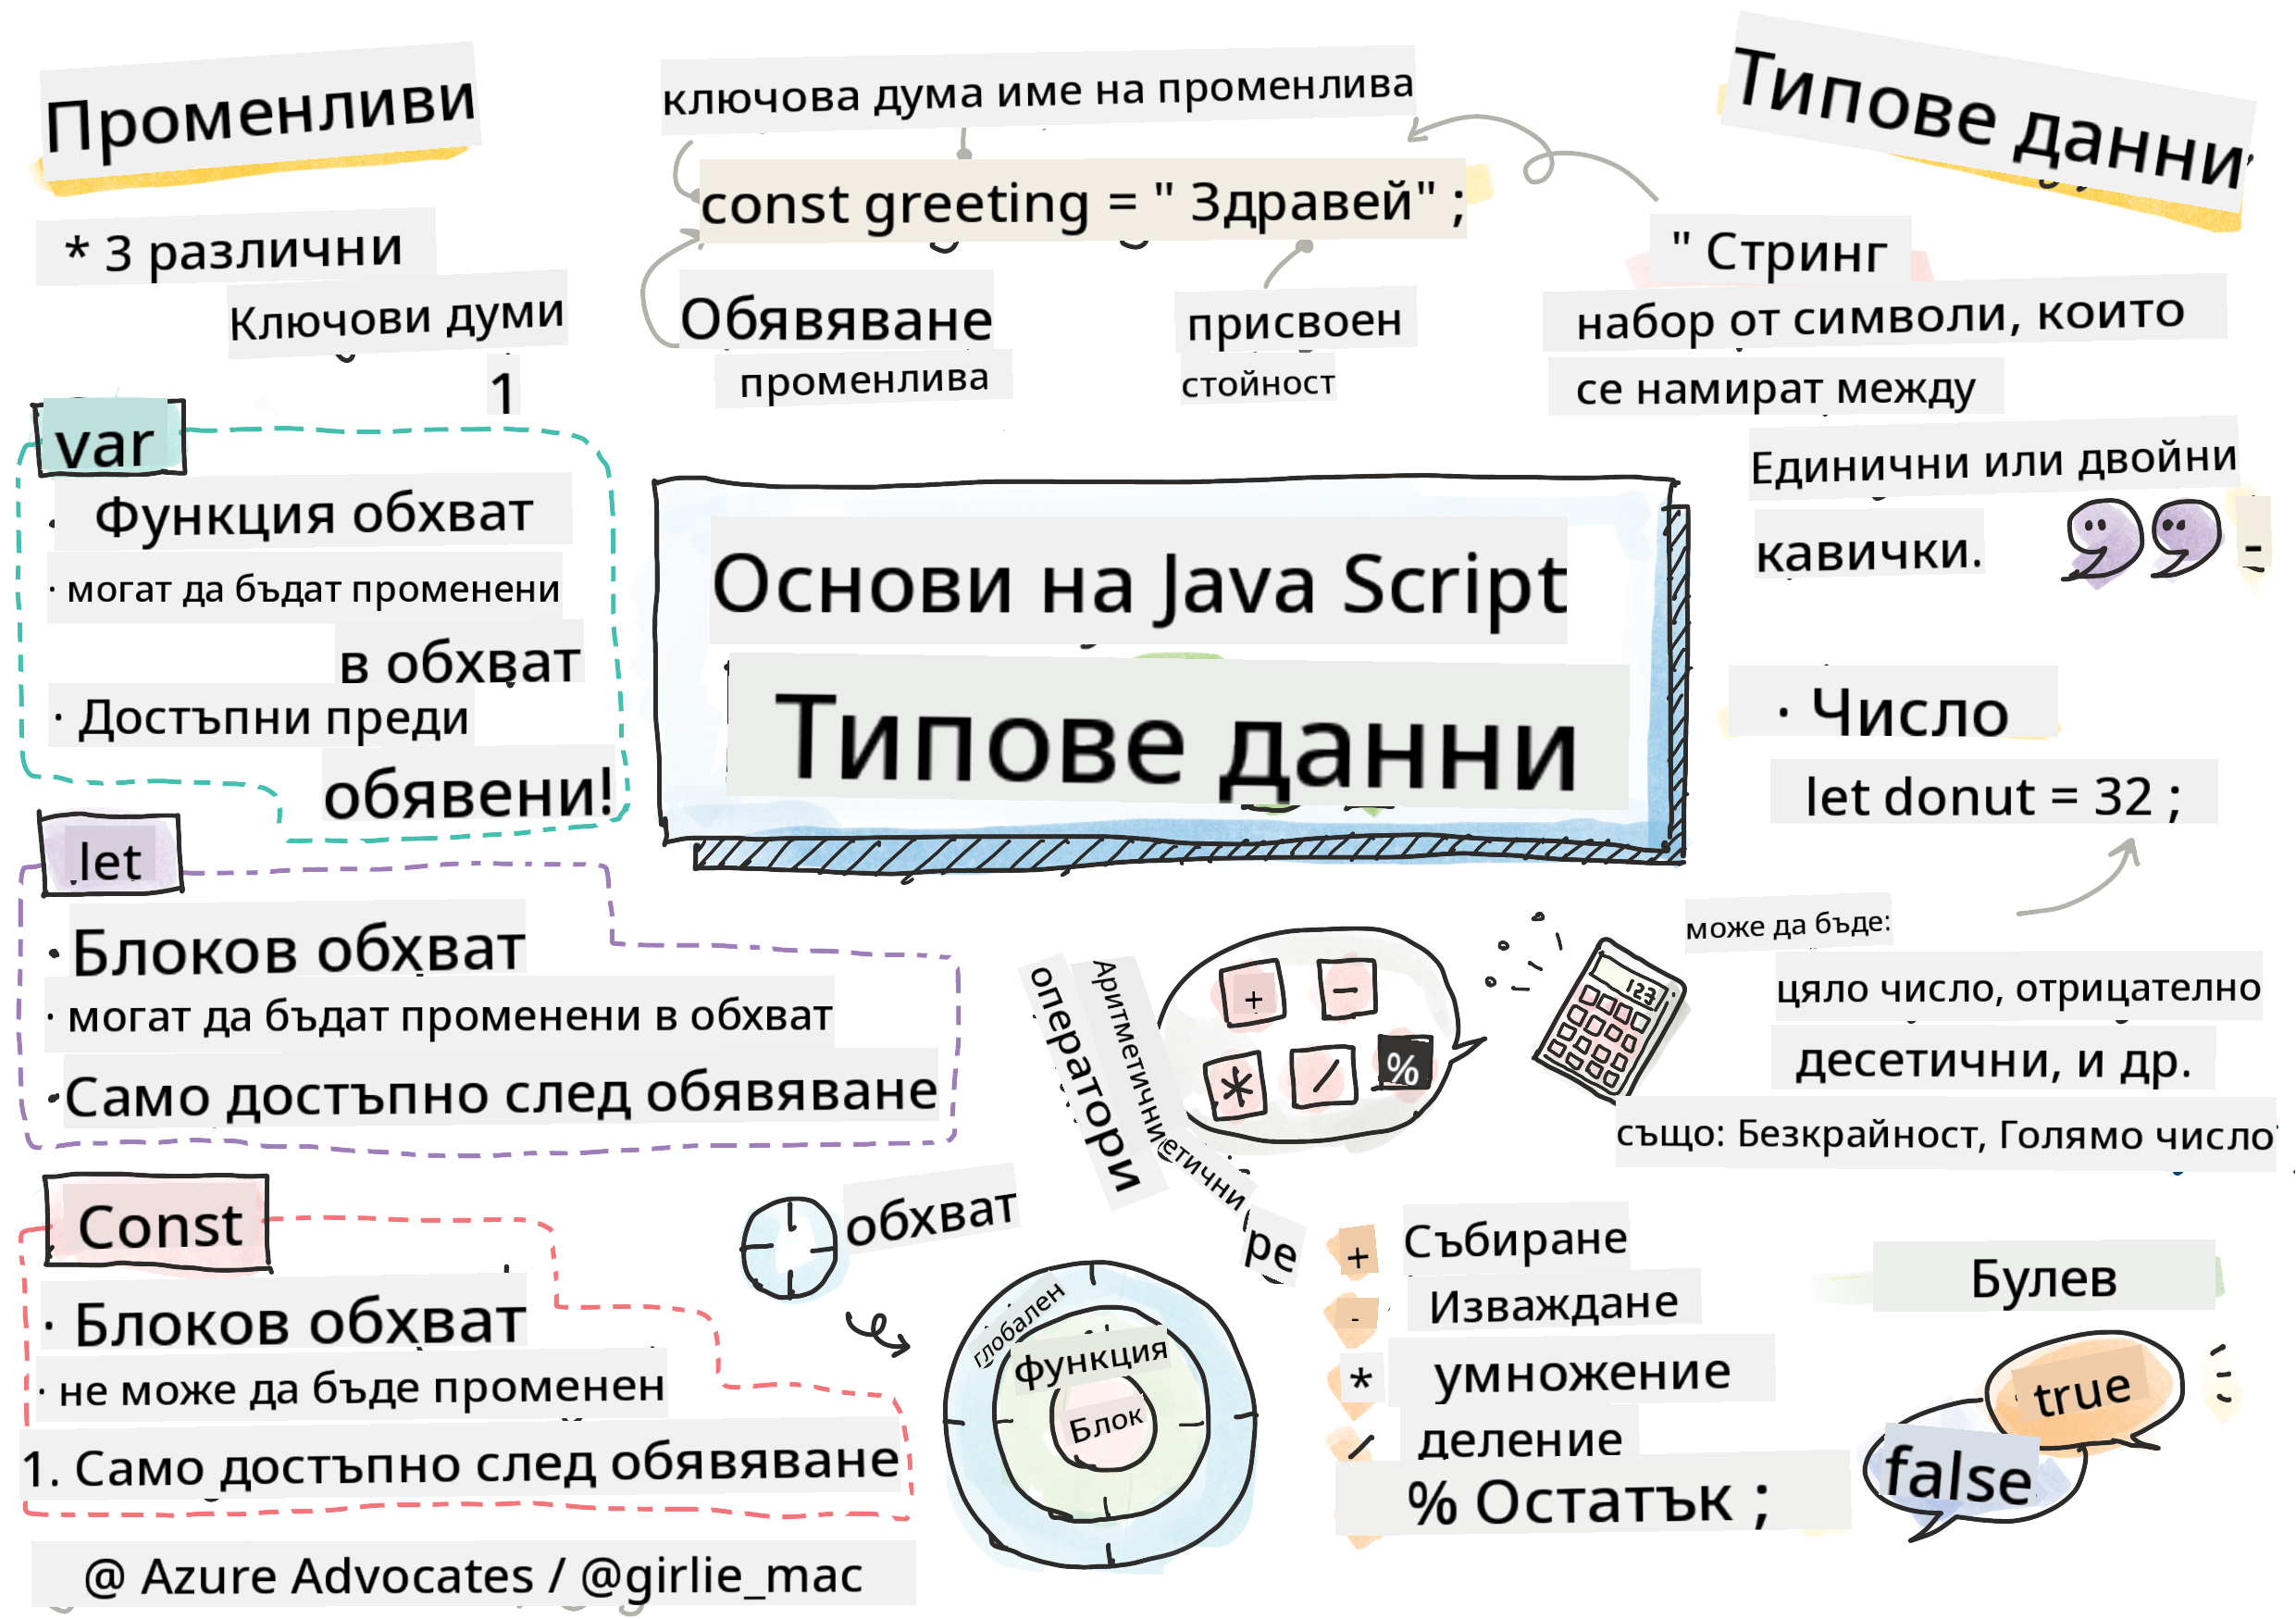 Променливи
* 3 различни
Ключови думи
1
var
Функция обхват
· могат да бъдат променени
в обхват
· Достъпни преди
обявени!
let
· Блоков обхват
· могат да бъдат променени в обхват
· Само достъпно след обявяване
Const
· Блоков обхват
· не може да бъде променен
1. Само достъпно след обявяване
@ Azure Advocates / @girlie_mac
ключова дума име на променлива
const greeting = " Здравей" ;
Обявяване
променлива
присвоен
стойност
Основи на Java Script
Типове данни
Аритметични
оператори
етични
ре
+
−
*
/
%
123
обхват
глобален
функция
Блок
+ Събиране
- Изваждане
* умножение
/ деление
% Остатък ;
Типове данни
" Стринг
набор от символи, които
се намират между
Единични или двойни
кавички.
-
· Число
let donut = 32 ;
може да бъде:
цяло число, отрицателно
десетични, и др.
също: Безкрайност, Голямо число
Булев
true
false